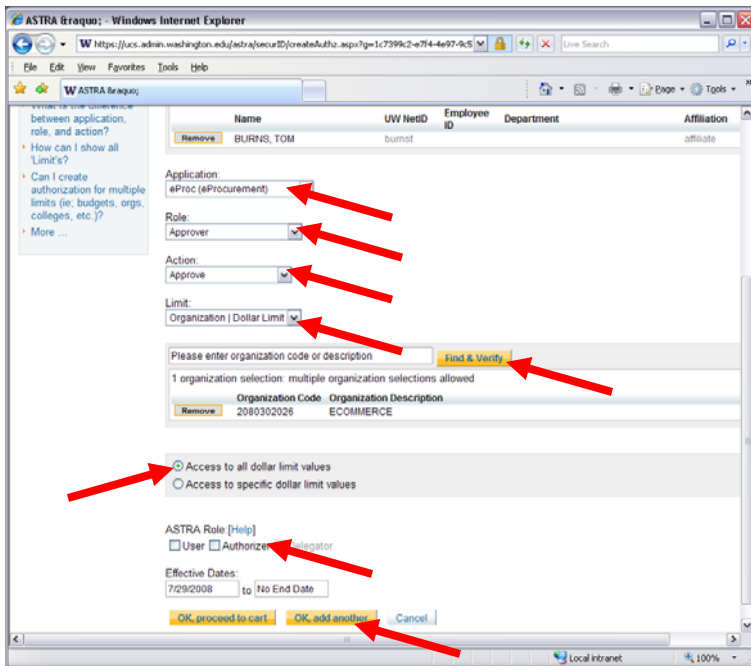 ASTRA &raquo; - Windows Internet Explorer
https://ucs.admin.washington.edu/astra/securID/createAuthz.aspx?g=1c7399c2-e7f4-4e97-9c5
Live Search
File Edit View Favorites Tools Help
ASTRA &raquo;
Page Tools
What is the difference
between application,
role, and action?
How can I show all
'Limit's?
Can I create
authorization for multiple
limits (ie; budgets, orgs,
colleges, etc.)?
More ...
Name UW NetID Employee ID Department Affiliation
Remove BURNS, TOM burnst affiliate
Application:
eProc (eProcurement)
Role:
Approver
Action:
Approve
Limit:
Organization | Dollar Limit
Please enter organization code or description Find & Verify
1 organization selection: multiple organization selections allowed
Organization Code Organization Description
Remove 2080302026 ECOMMERCE
Access to all dollar limit values
Access to specific dollar limit values
ASTRA Role:[Help]
User Authorizer Delegator
Effective Dates:
7/29/2008 to No End Date
OK, proceed to cart OK, add another Cancel
Local intranet 100%